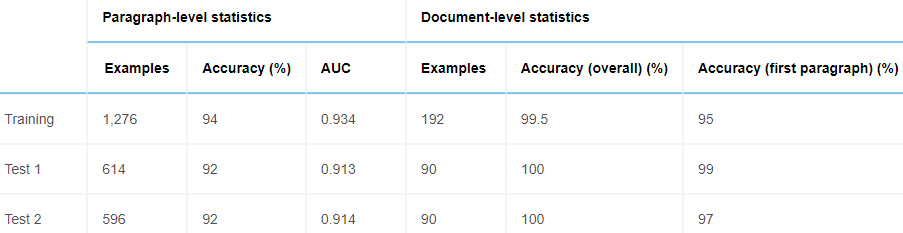 Paragraph-level statistics Document-level statistics
Examples Accuracy (%) AUC Examples Accuracy (overall) (%) Accuracy (first paragraph) (%)
Training 1,276 94 0.934 192 99.5 95
Test 1 614 92 0.913 90 100 99
Test 2 596 92 0.914 90 100 97